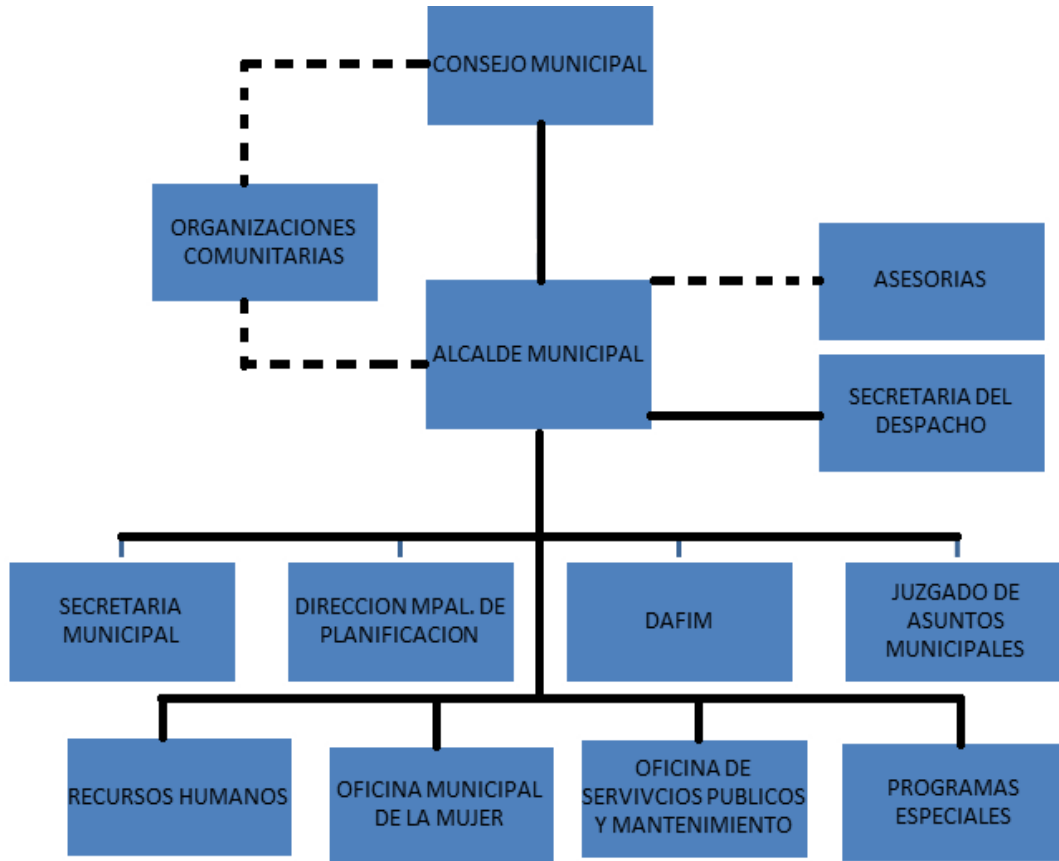 CONSEJO MUNICIPAL
ORGANIZACIONES
COMUNITARIAS
ASESORIAS
ALCALDE MUNICIPAL
SECRETARIA DEL
DESPACHO
SECRETARIA
MUNICIPAL
DIRECCION MPAL. DE
PLANIFICACION
DAFIM
JUZGADO DE
ASUNTOS
MUNICIPALES
RECURSOS HUMANOS
OFICINA MUNICIPAL
DE LA MUJER
OFICINA DE
SERVIVCIOS PUBLICOS
Y MANTENIMIENTO
PROGRAMAS
ESPECIALES